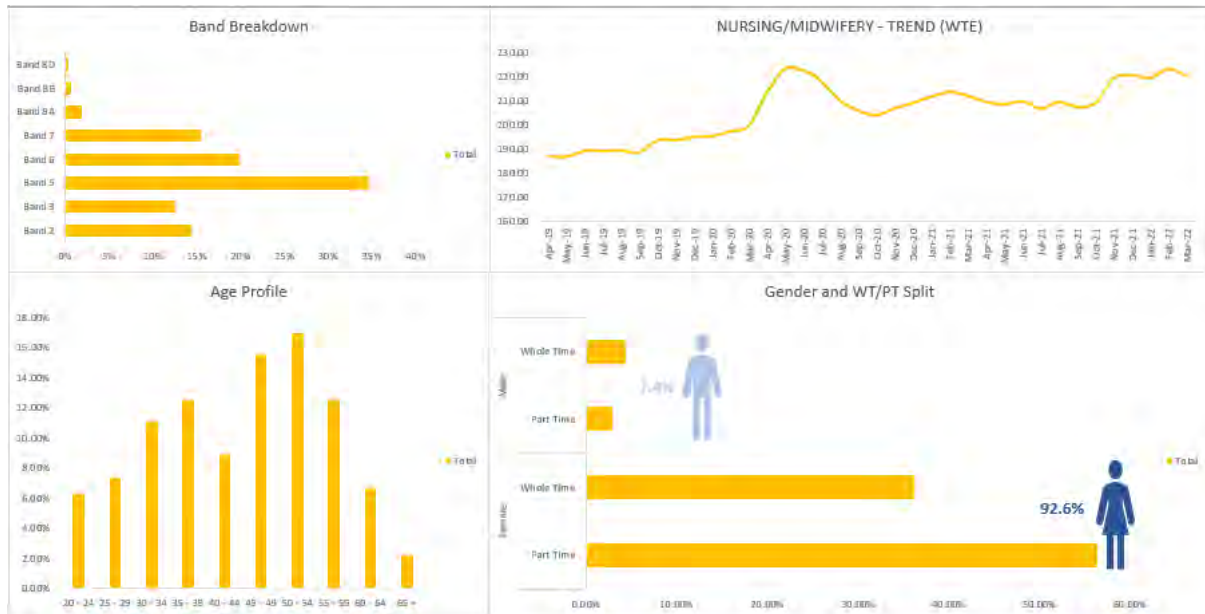 Band Breakdown
Band 8D
Band 8B
Band 8A
Band 7
Band 6
Band 5
Band 3
Band 2
0% 5% 10% 15% 20% 25% 30% 35% 40%
Total
NURSING/MIDWIFERY - TREND (WTE)
230.00
220.00
210.00
200.00
190.00
180.00
170.00
160.00
Apr-19 May-19 Jun-19 Jul-19 Aug-19 Sep-19 Oct-19 Nov-19 Dec-19 Jan-20 Feb-20 Mar-20 Apr-20 May-20 Jun-20 Jul-20 Aug-20 Sep-20 Oct-20 Nov-20 Dec-20 Jan-21 Feb-21 Mar-21 Apr-21 May-21 Jun-21 Jul-21 Aug-21 Sep-21 Oct-21 Nov-21 Dec-21 Jan-22 Feb-22 Mar-22
Age Profile
18.00%
16.00%
14.00%
12.00%
10.00%
8.00%
6.00%
4.00%
2.00%
0.00%
20 - 24 25 - 29 30 - 34 35 - 39 40 - 44 45 - 49 50 - 54 55 - 59 60 - 64 65 +
Total
Gender and WT/PT Split
Male
Whole Time
7.4%
Part Time
Female
Whole Time
92.6%
Part Time
Total
0.00% 10.00% 20.00% 30.00% 40.00% 50.00% 60.00%